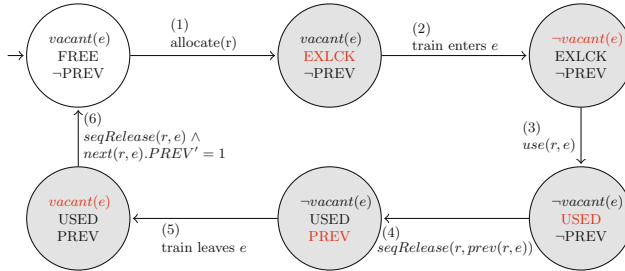 vacant(e)
FREE
¬PREV
(1)
allocate(r)
vacant(e)
EXLCK
¬PREV
(2)
train enters e
¬vacant(e)
EXLCK
¬PREV
(3)
use(r, e)
¬vacant(e)
USED
¬PREV
(4)
seqRelease(r, prev(r, e))
¬vacant(e)
USED
PREV
(5)
train leaves e
vacant(e)
USED
PREV
(6)
seqRelease(r, e) ∧
next(r, e).PREV′ = 1